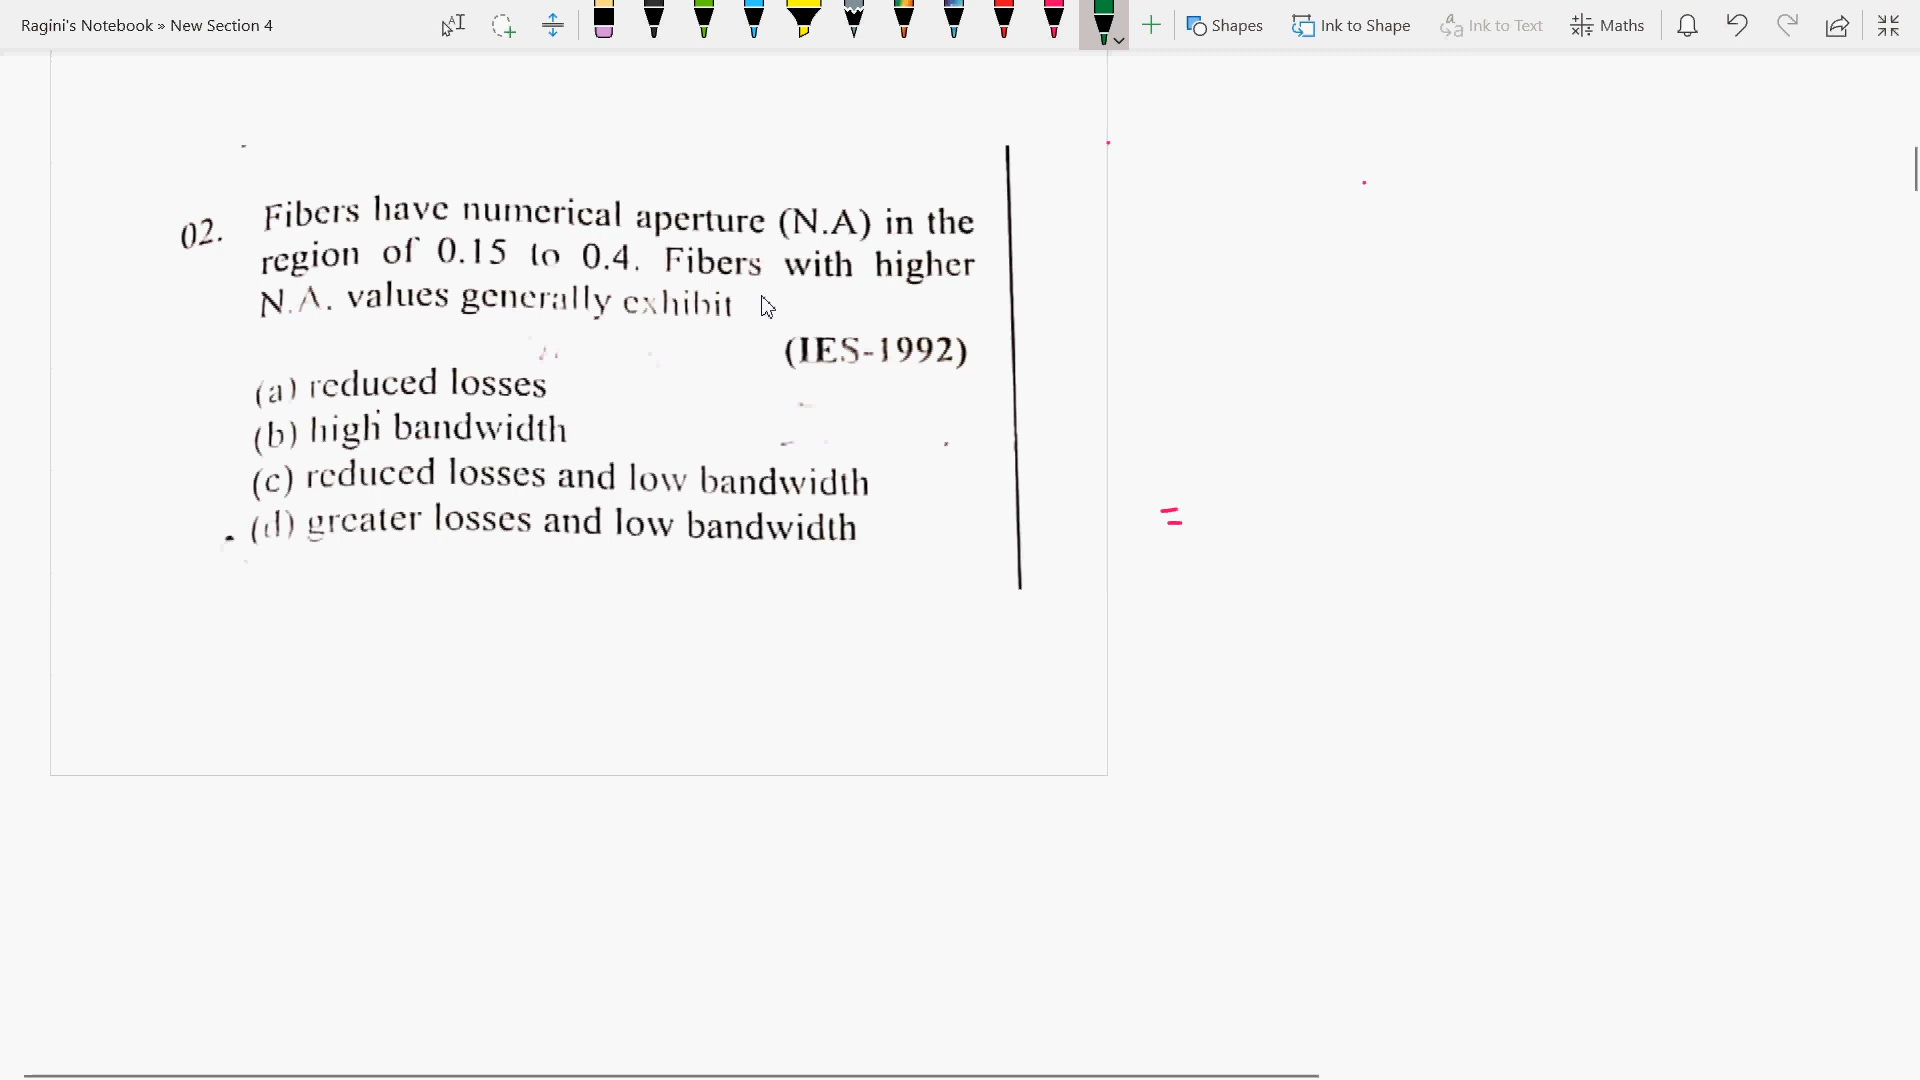 Ragini's Notebook » New Section 4
Shapes
Ink to Shape
Ink to Text
Maths
02. Fibers have numerical aperture (N.A) in the
region of 0.15 to 0.4. Fibers with higher
N.A. values generally exhibit
(IES-1992)
(a) reduced losses
(b) high bandwidth
(c) reduced losses and low bandwidth
(d) greater losses and low bandwidth